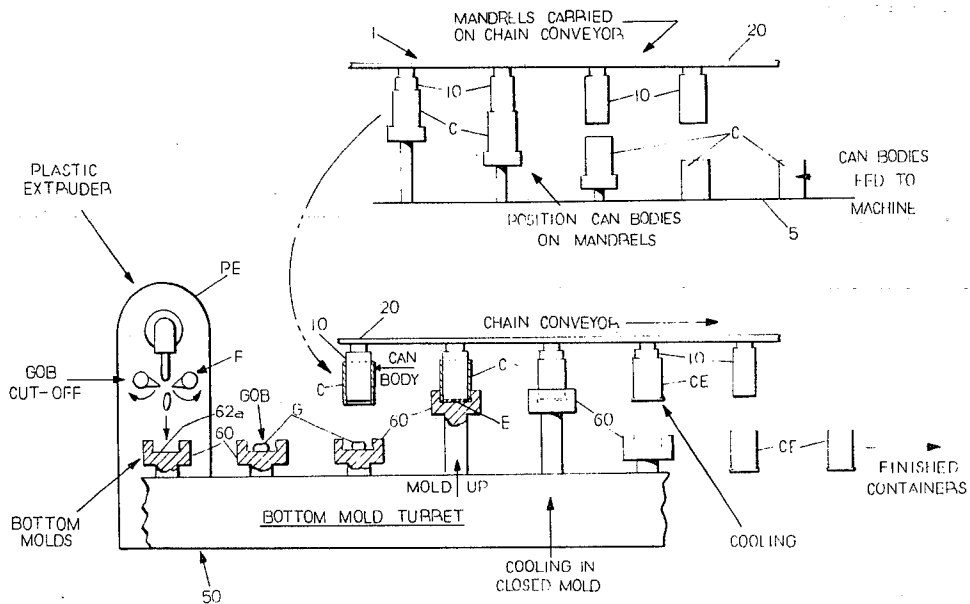 MANDRELS CARRIED
ON CHAIN CONVEYOR
1
20
10
10
C
C
CAN BODIES
FED TO
MACHINE
POSITION CAN BODIES
ON MANDRELS
5
PLASTIC
EXTRUDER
PE
20
CHAIN CONVEYOR
10
10
GOB
CUT-OFF
F
C
CAN
BODY
C
CE
62a
GOB
G
60
60
E
60
CE
FINISHED
CONTAINERS
MOLD UP
BOTTOM
MOLDS
BOTTOM MOLD TURRET
COOLING
COOLING IN
CLOSED MOLD
50